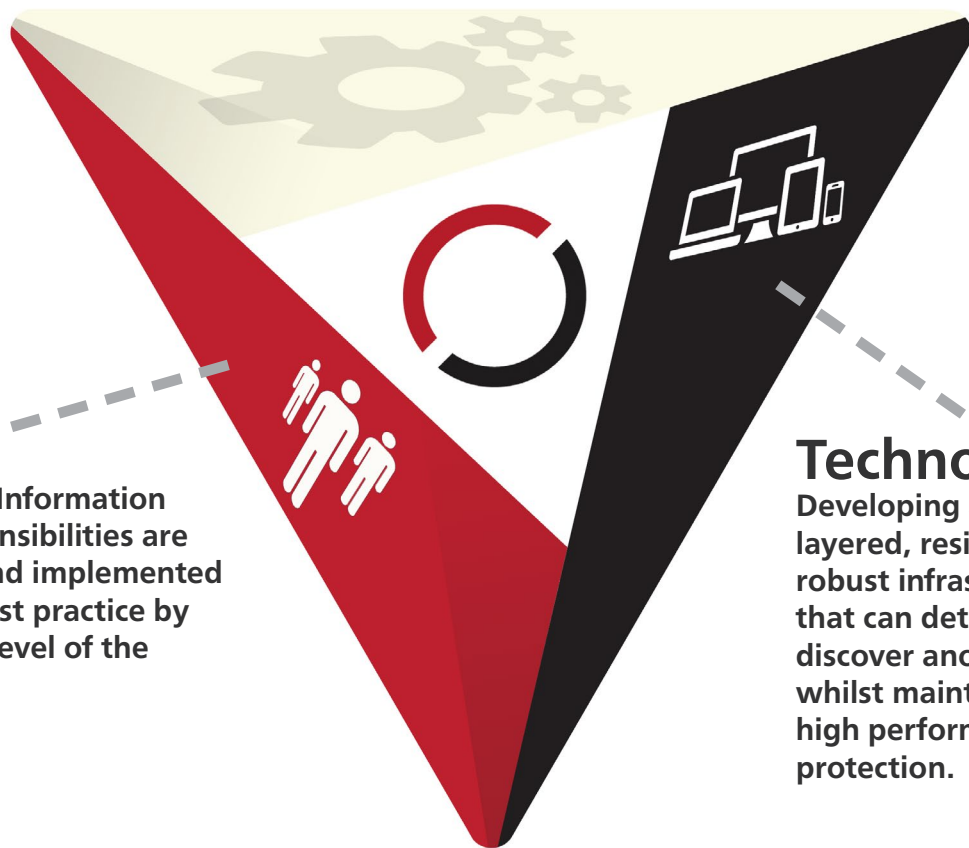 Information
nsibilities are
nd implemented
st practice by
evel of the
Techno
Developing
layered, resi
robust infras
that can det
discover and
whilst maint
high perforn
protection.